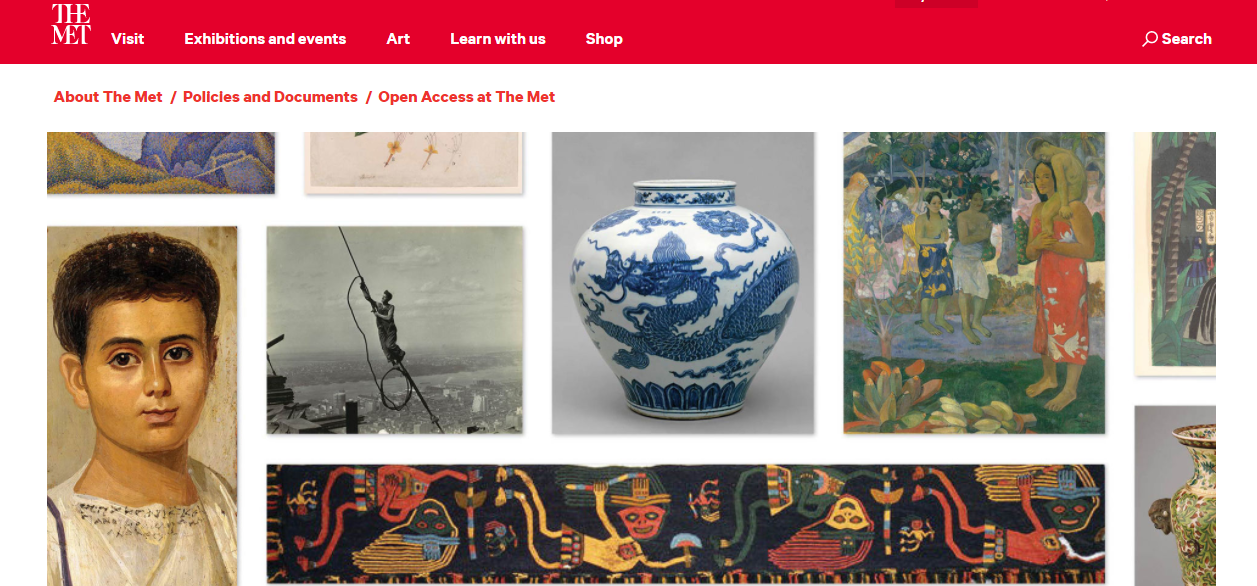 THE
MET
Visit
Exhibitions and events
Art
Learn with us
Shop
Search
About The Met / Policies and Documents / Open Access at The Met